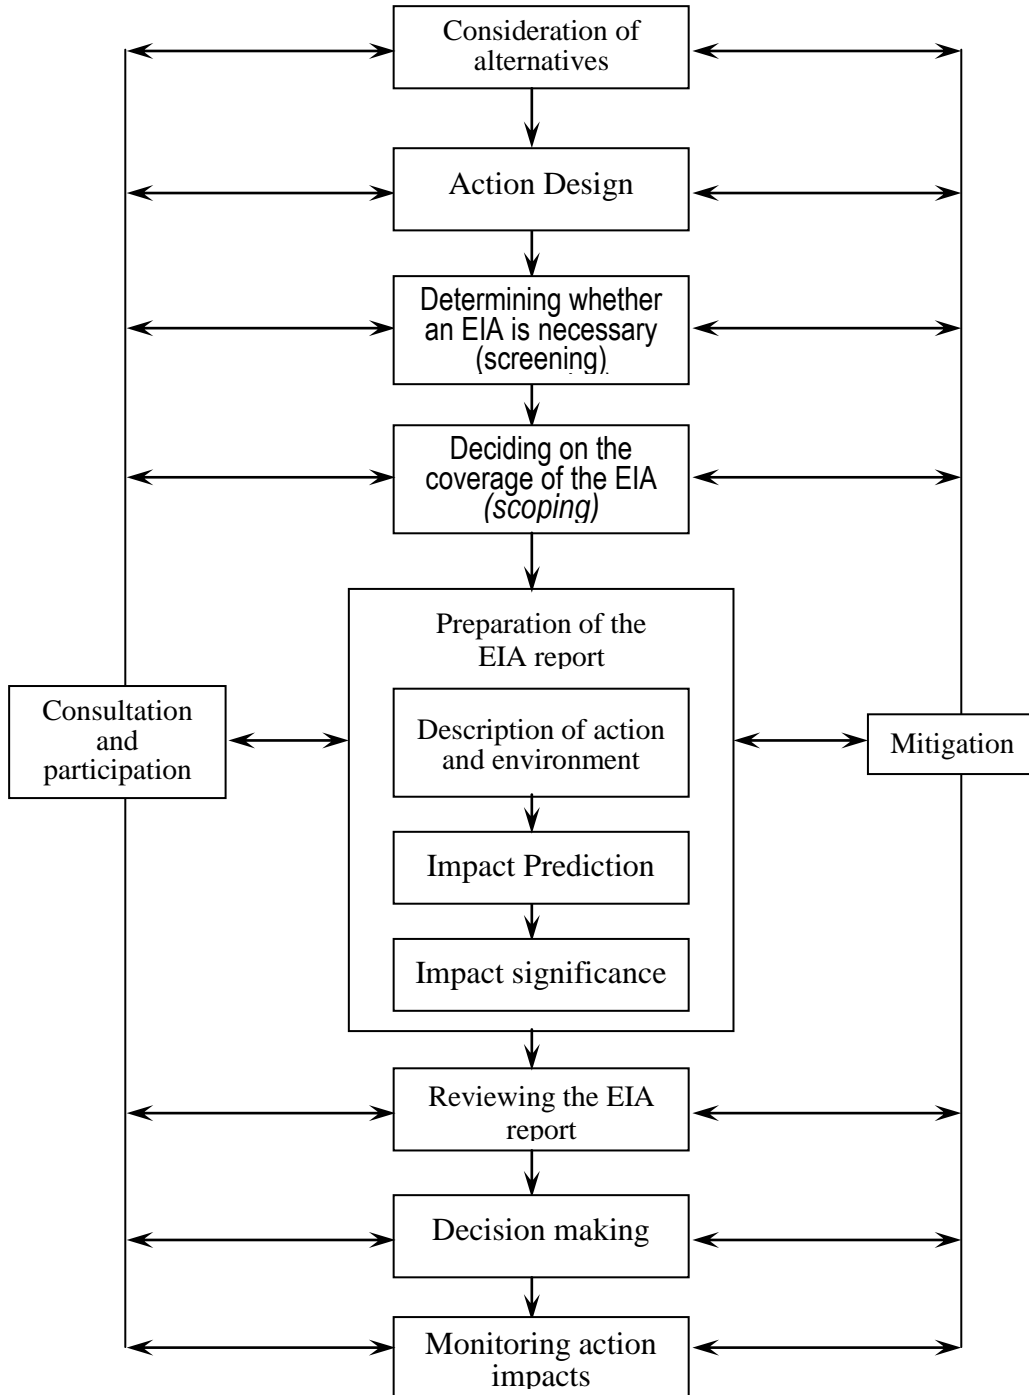 Consideration of
alternatives
Action Design
Determining whether
an EIA is necessary
(screening)
Deciding on the
coverage of the EIA
(scoping)
Preparation of the
EIA report
Consultation
and
participation
Description of action
and environment
Mitigation
Impact Prediction
Impact significance
Reviewing the EIA
report
Decision making
Monitoring action
impacts